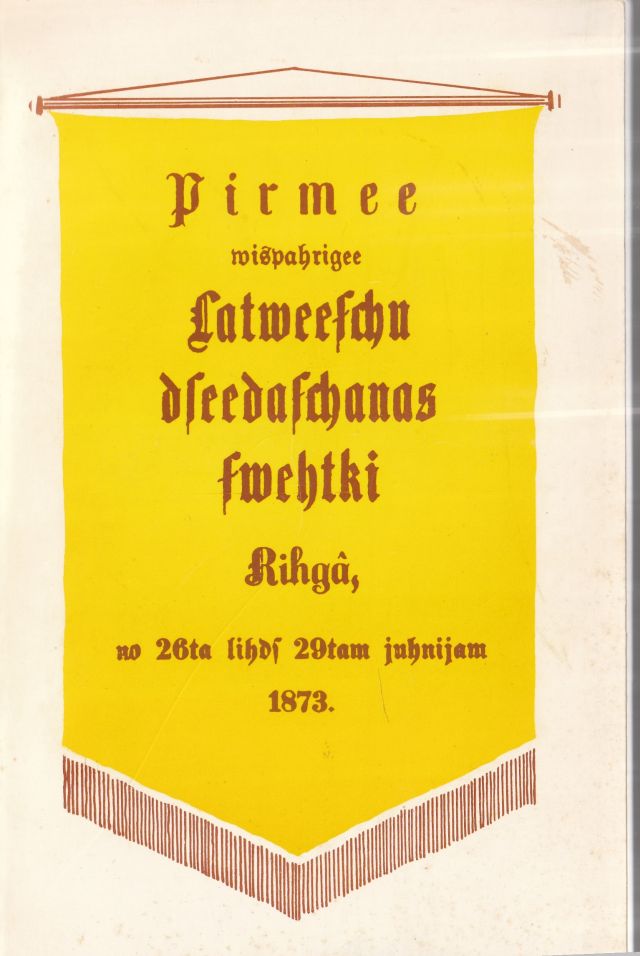 Pirmee
wispahrigee
Latweeſchu
dſeedaſchanas
ſwehtki
Rihgâ,
no 26ta lihdſ 29tam juhnijam
1873.